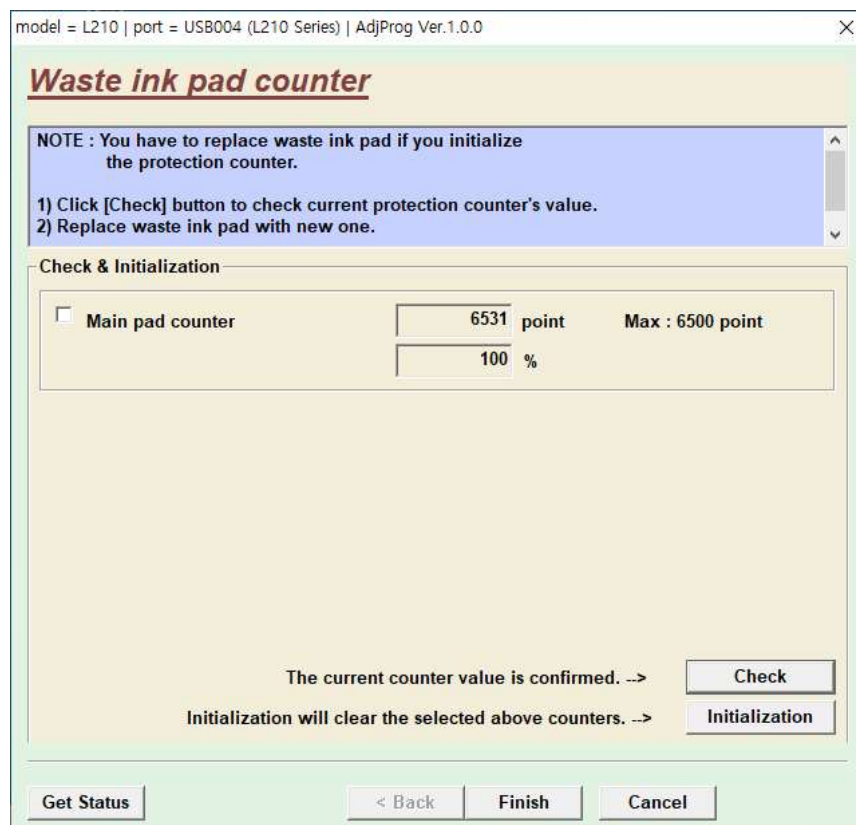 model = L210 | port = USB004 (L210 Series) | AdjProg Ver.1.0.0
Waste ink pad counter
NOTE : You have to replace waste ink pad if you initialize
the protection counter.
1) Click [Check] button to check current protection counter's value.
2) Replace waste ink pad with new one.
Check & Initialization
Main pad counter 6531 point Max : 6500 point
100 %
The current counter value is confirmed. --> Check
Initialization will clear the selected above counters. --> Initialization
Get Status < Back Finish Cancel